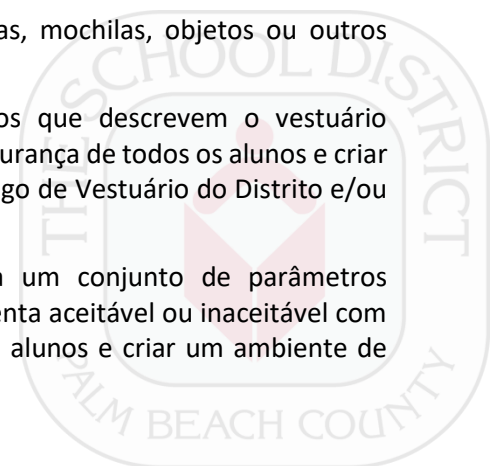 as, mochilas, objetos ou outros
os que descrevem o vestuário
urança de todos os alunos e criar
go de Vestuário do Distrito e/ou
um conjunto de parâmetros
enta aceitável ou inaceitável com
alunos e criar um ambiente de
THE SCHOOL DISTRICT
PALM BEACH COUNTY